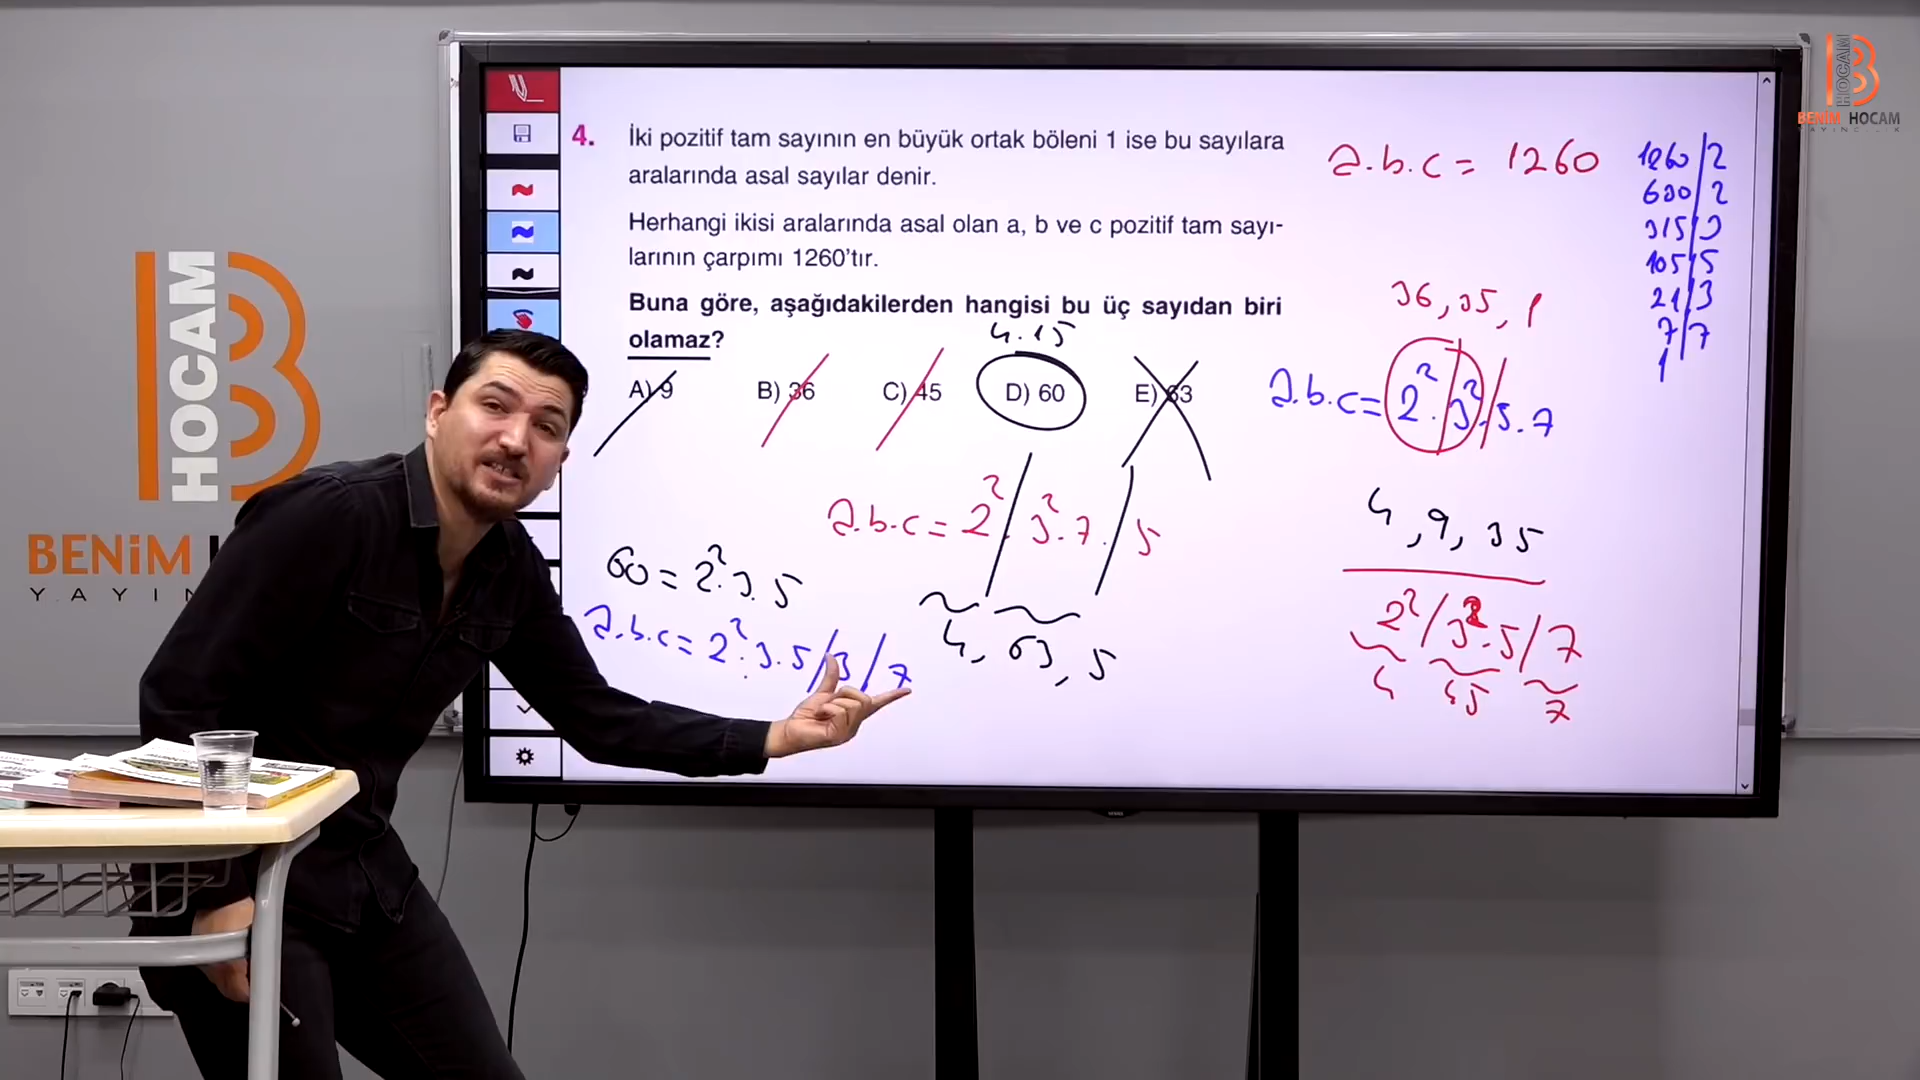 4. İki pozitif tam sayının en büyük ortak böleni 1 ise bu sayılara
aralarında asal sayılar denir.
Herhangi ikisi aralarında asal olan a, b ve c pozitif tam sayı-
larının çarpımı 1260'tır.
Buna göre, aşağıdakilerden hangisi bu üç sayıdan biri
olamaz?
4.15
A) 9 B) 36 C) 45 D) 60 E) 63
a.b.c = 2². 3². 7. 5
4, 63, 5
60 = 2². 3. 5
a.b.c = 2². 3. 5/3/7
a.b.c = 1260
1260/2
630/2
315/3
105/5
21/3
7/7
1
36, 35, 1
a.b.c = 2². 3². 5. 7
4, 9, 35
2²/3². 5/7
4 45 7
B HOCAM
BENİM HOCAM
YAYINCILIK
HOCAM
BENİM